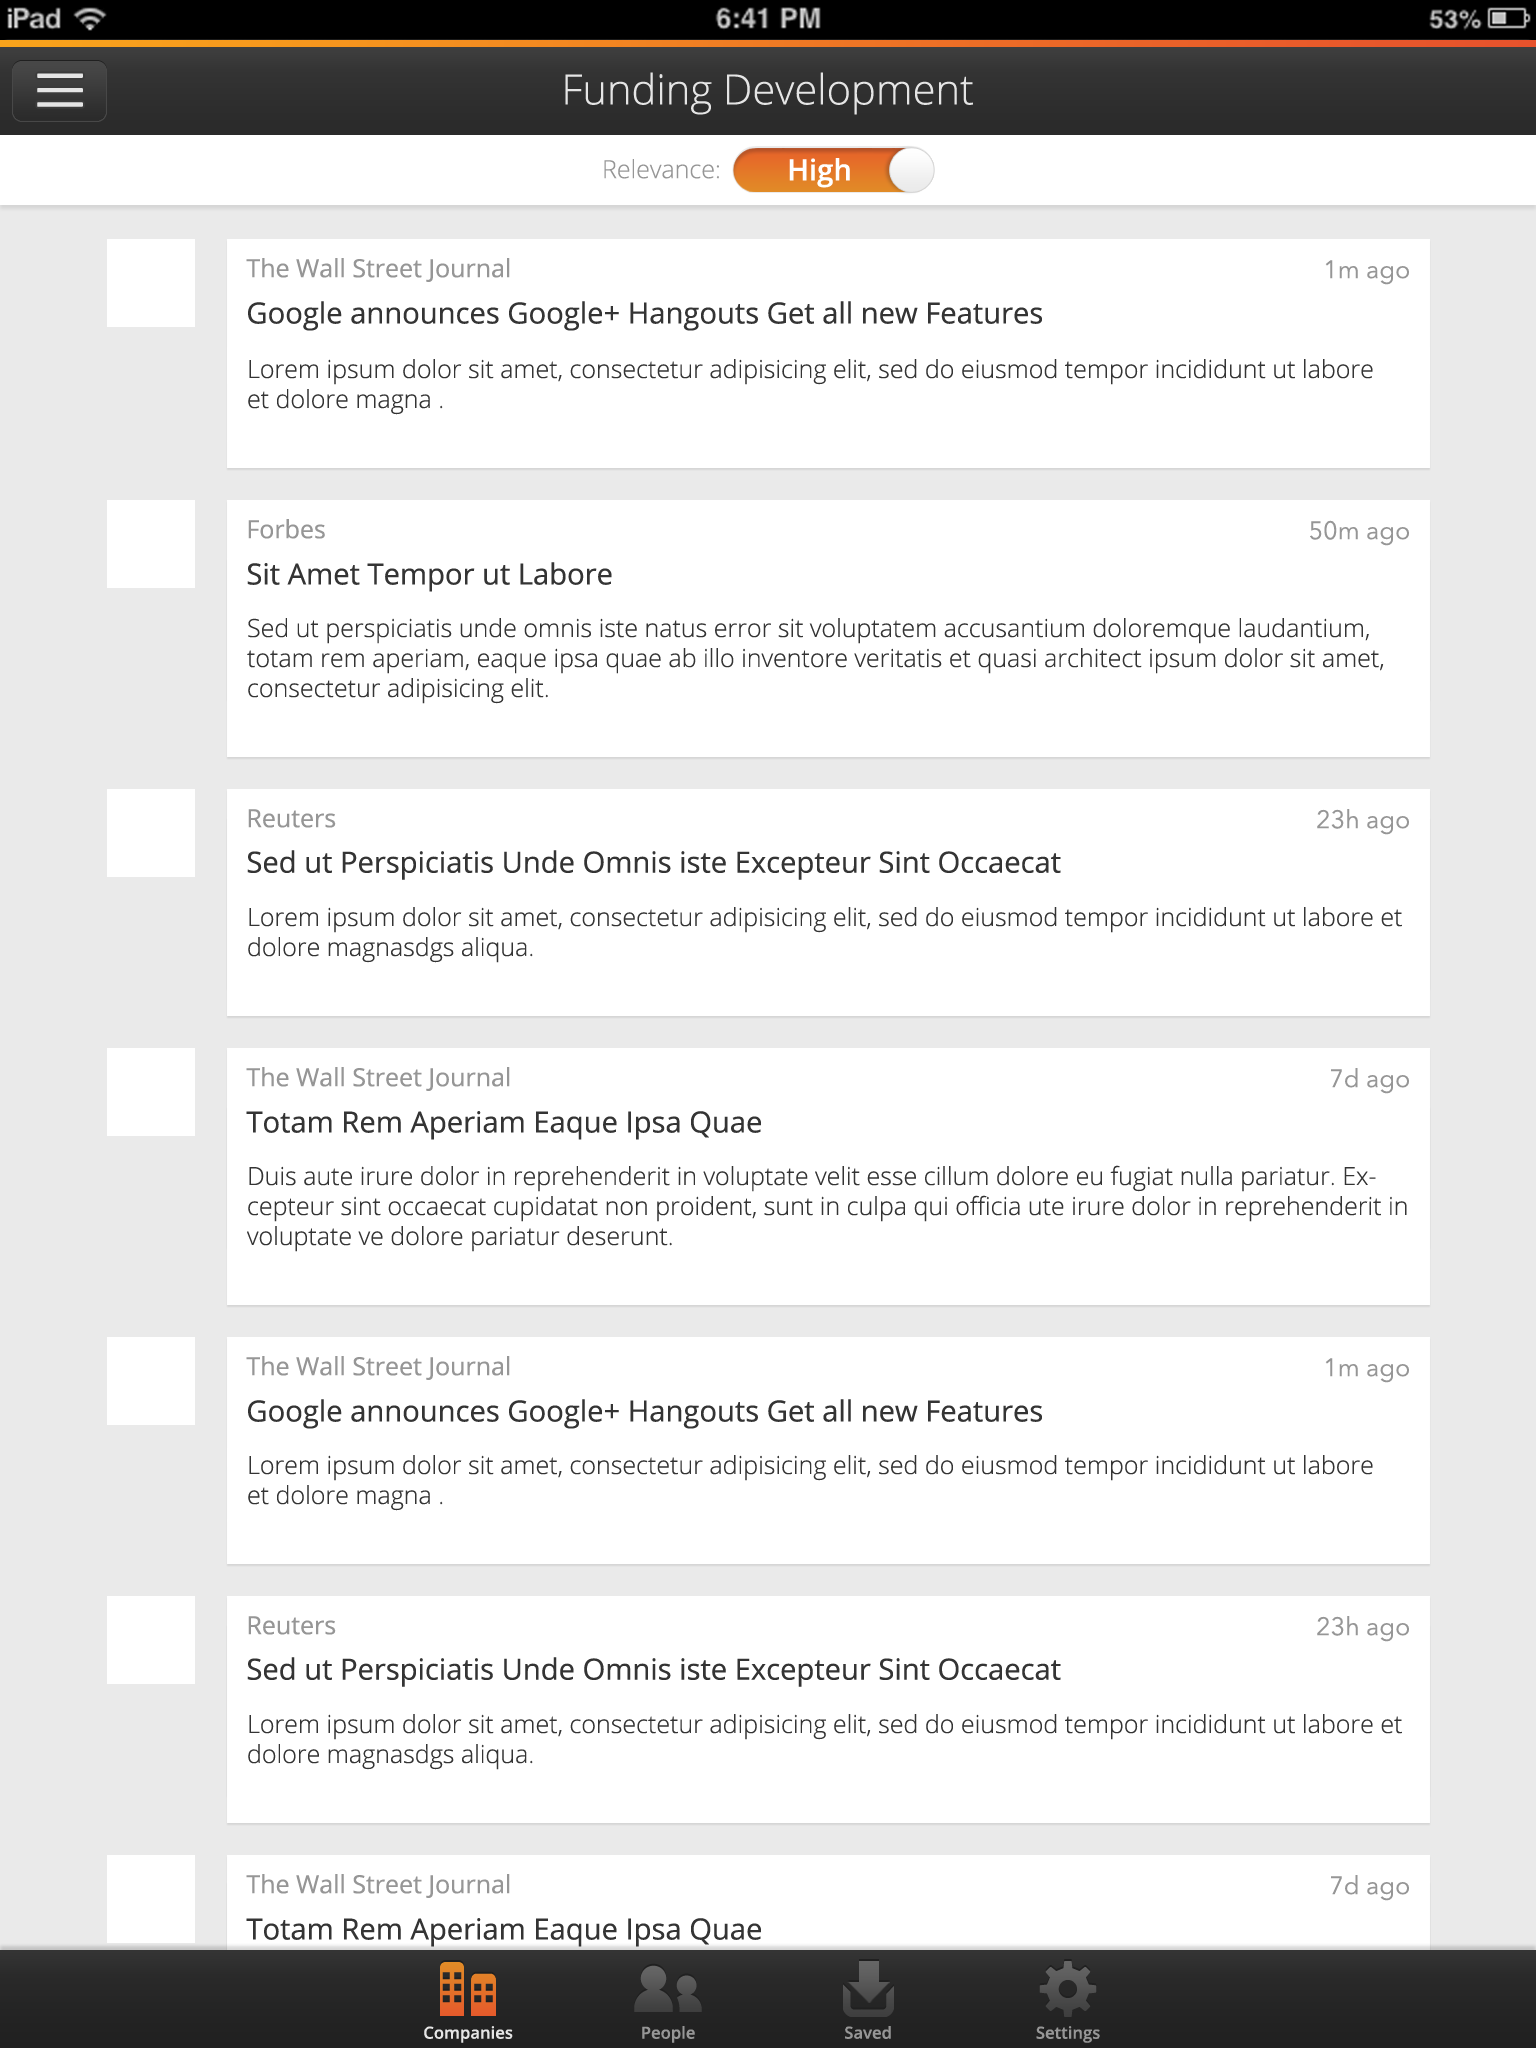 iPad
6:41 PM
53%
Funding Development
Relevance:
High
The Wall Street Journal
1m ago
Google announces Google+ Hangouts Get all new Features
Lorem ipsum dolor sit amet, consectetur adipisicing elit, sed do eiusmod tempor incididunt ut labore
et dolore magna .
Forbes
50m ago
Sit Amet Tempor ut Labore
Sed ut perspiciatis unde omnis iste natus error sit voluptatem accusantium doloremque laudantium,
totam rem aperiam, eaque ipsa quae ab illo inventore veritatis et quasi architect ipsum dolor sit amet,
consectetur adipisicing elit.
Reuters
23h ago
Sed ut Perspiciatis Unde Omnis iste Excepteur Sint Occaecat
Lorem ipsum dolor sit amet, consectetur adipisicing elit, sed do eiusmod tempor incididunt ut labore et
dolore magnasdgs aliqua.
The Wall Street Journal
7d ago
Totam Rem Aperiam Eaque Ipsa Quae
Duis aute irure dolor in reprehenderit in voluptate velit esse cillum dolore eu fugiat nulla pariatur. Ex-
cepteur sint occaecat cupidatat non proident, sunt in culpa qui officia ute irure dolor in reprehenderit in
voluptate ve dolore pariatur deserunt.
The Wall Street Journal
1m ago
Google announces Google+ Hangouts Get all new Features
Lorem ipsum dolor sit amet, consectetur adipisicing elit, sed do eiusmod tempor incididunt ut labore
et dolore magna .
Reuters
23h ago
Sed ut Perspiciatis Unde Omnis iste Excepteur Sint Occaecat
Lorem ipsum dolor sit amet, consectetur adipisicing elit, sed do eiusmod tempor incididunt ut labore et
dolore magnasdgs aliqua.
The Wall Street Journal
7d ago
Totam Rem Aperiam Eaque Ipsa Quae
Companies
People
Saved
Settings